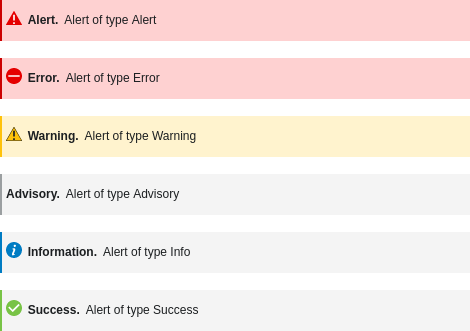 Alert. Alert of type Alert
Error. Alert of type Error
Warning. Alert of type Warning
Advisory. Alert of type Advisory
Information. Alert of type Info
Success. Alert of type Success